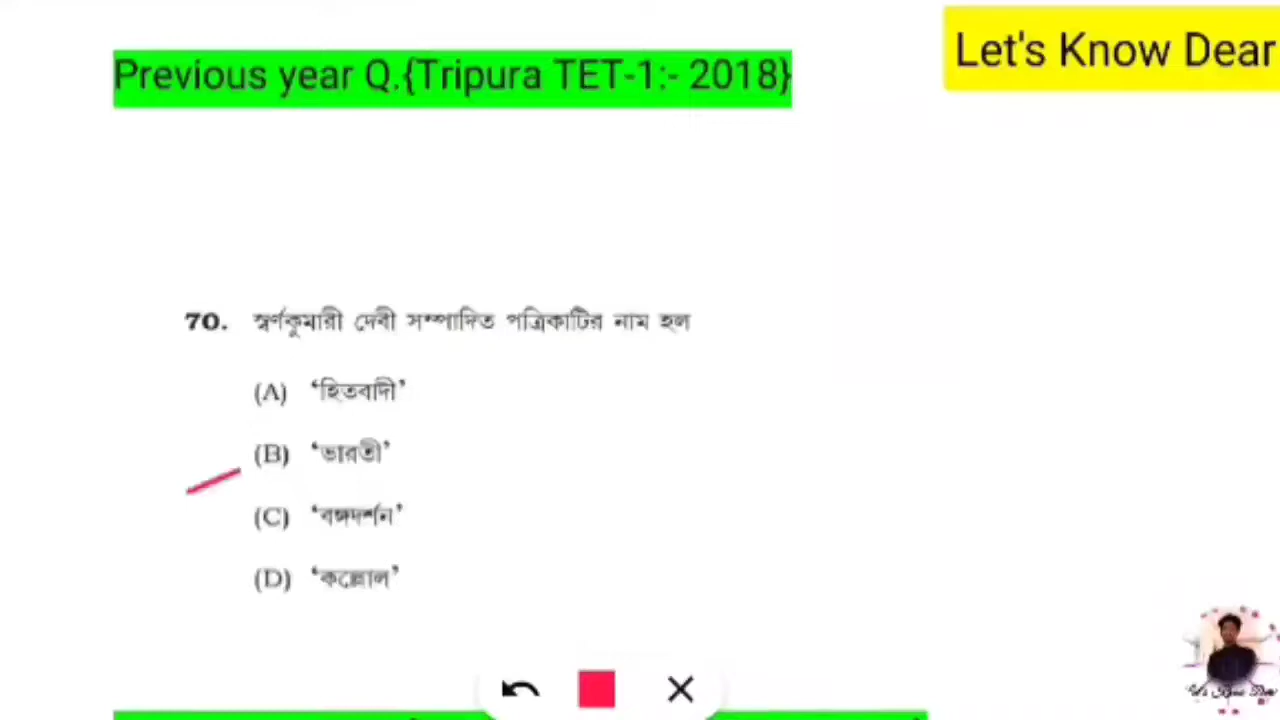 Let's Know Dear
Previous year Q.{Tripura TET-1:- 2018}
70. স্বর্ণকুমারী দেবী সম্পাদিত পত্রিকাটির নাম হল
(A) ‘হিতবাদী’
(B) ‘ভারতী’
(C) ‘বঙ্গদর্শন’
(D) ‘কল্লোল’